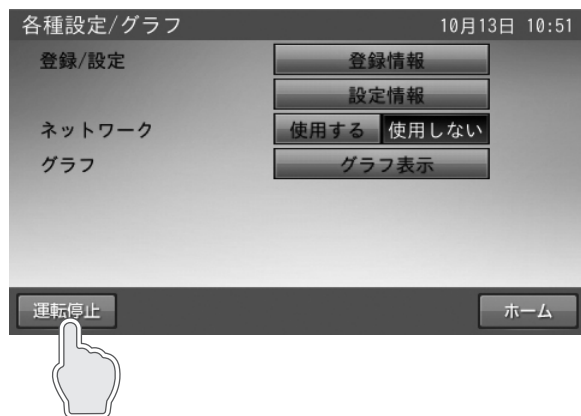 各種設定/グラフ 10月13日 10:51
登録/設定 登録情報
設定情報
ネットワーク 使用する 使用しない
グラフ グラフ表示
運転停止 ホーム